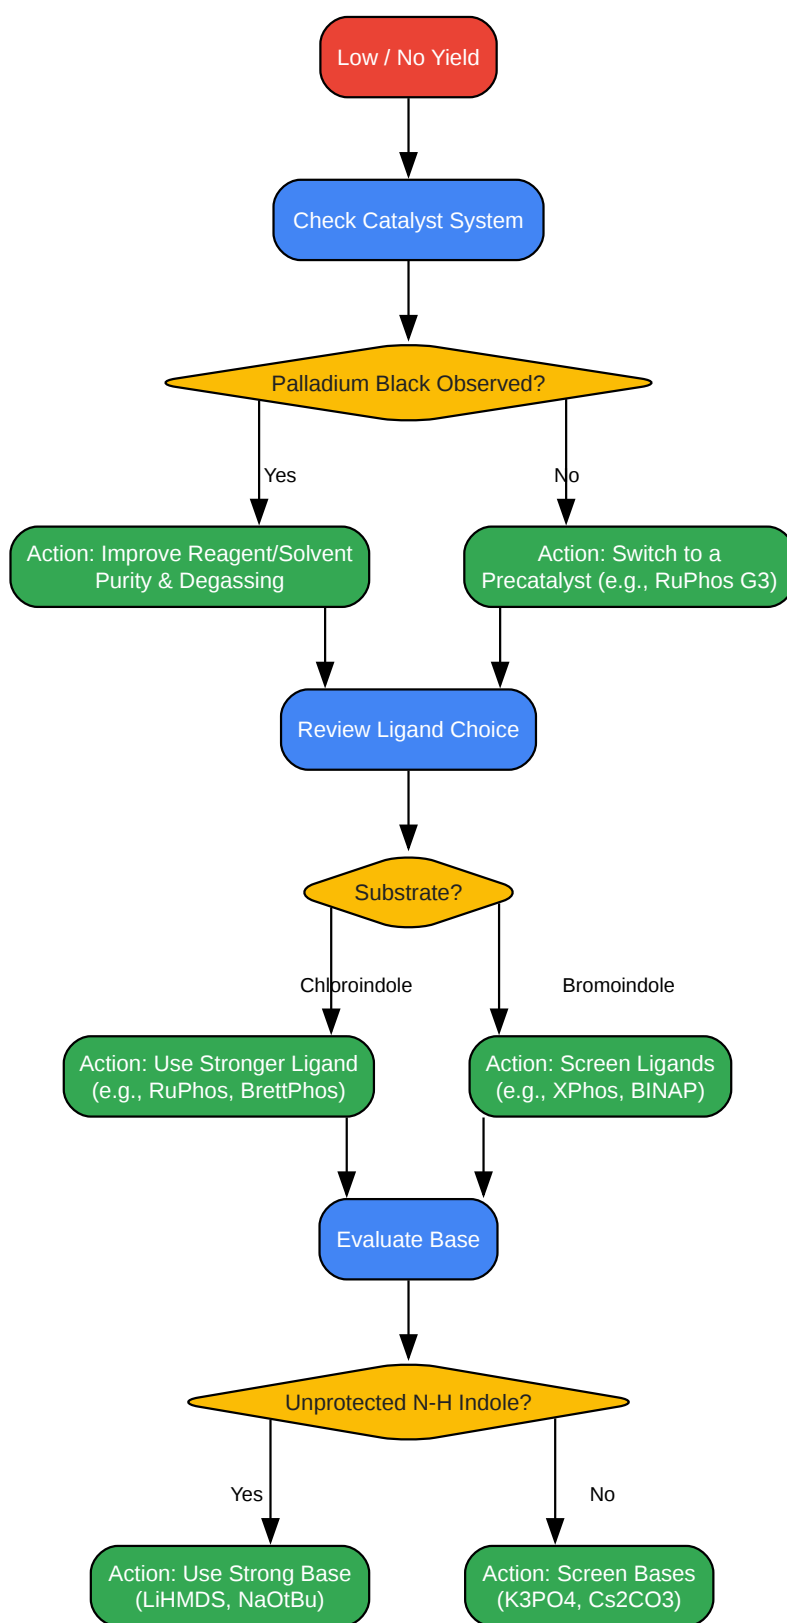 Low / No Yield
Check Catalyst System
Palladium Black Observed?
Yes
No
Action: Improve Reagent/Solvent
Purity & Degassing
Action: Switch to a
Precatalyst (e.g., RuPhos G3)
Review Ligand Choice
Substrate?
Chloroindole
Bromoindole
Action: Use Stronger Ligand
(e.g., RuPhos, BrettPhos)
Action: Screen Ligands
(e.g., XPhos, BINAP)
Evaluate Base
Unprotected N-H Indole?
Yes
No
Action: Use Strong Base
(LiHMDS, NaOtBu)
Action: Screen Bases
(K3PO4, Cs2CO3)